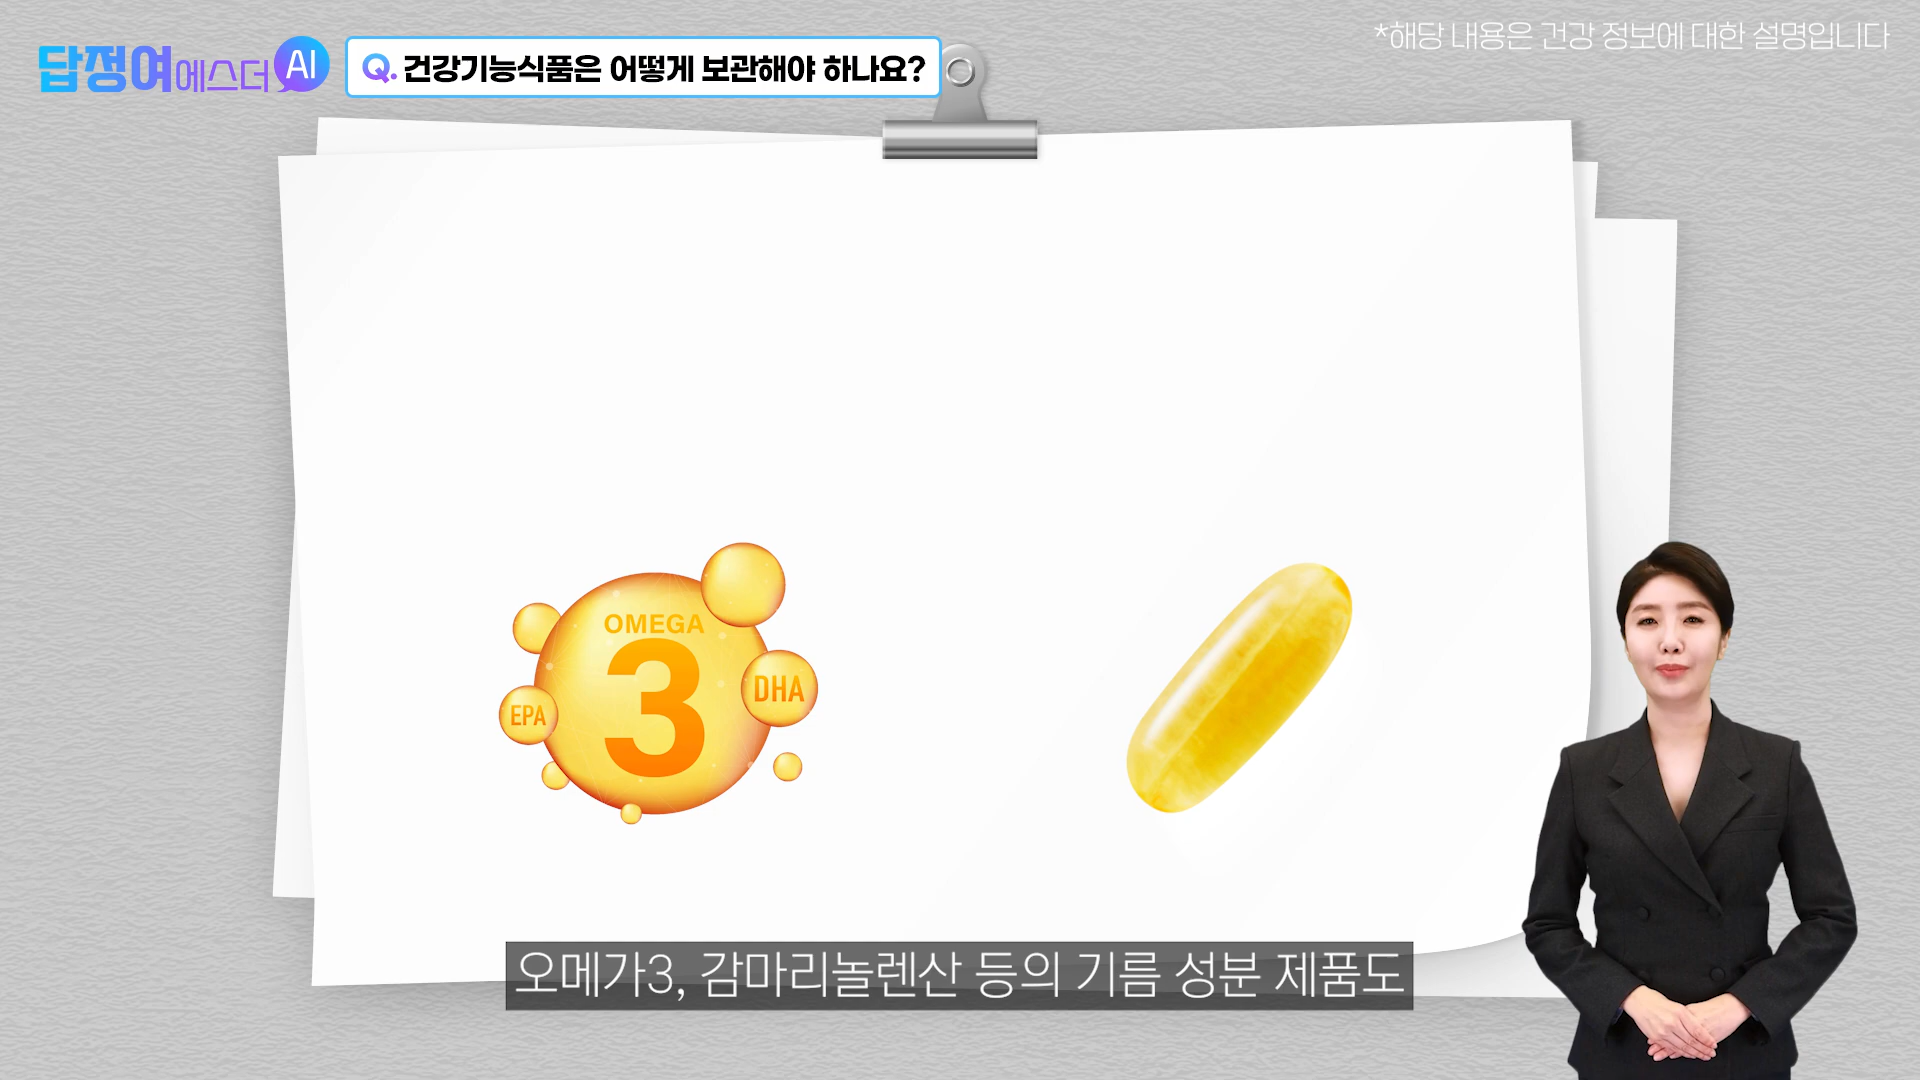 *해당 내용은 건강 정보에 대한 설명입니다
답정여에스더 AI
Q. 건강기능식품은 어떻게 보관해야 하나요?
OMEGA
3
DHA
EPA
오메가3, 감마리놀렌산 등의 기름 성분 제품도